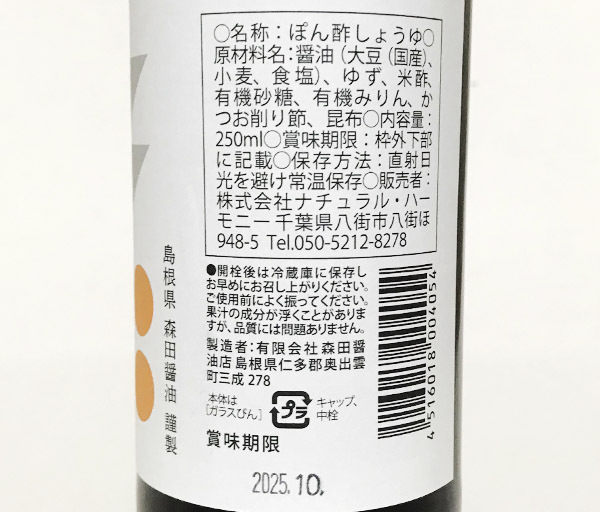 〇名称：ぽん酢しょうゆ〇
原材料名：醤油（大豆（国産）、
小麦、食塩）、ゆず、米酢、
有機砂糖、有機みりん、か
つお削り節、昆布〇内容量：
250ml〇賞味期限：枠外下部
に記載〇保存方法：直射日
光を避け常温保存〇販売者：
株式会社ナチュラル・ハー
モニー千葉県八街市八街ほ
948-5 Tel.050-5212-8278
●開栓後は冷蔵庫に保存し
お早めにお召し上がりください。
ご使用前によく振ってください。
果汁の成分が浮くことがありま
すが、品質には問題ありません。
製造者：有限会社森田醤
油店 島根県仁多郡奥出雲
町三成 278
本体は
［ガラスびん］
プラ
キャップ、
中栓
賞味期限
2025.10.
4516018004054
島根県 森田醤油 謹製